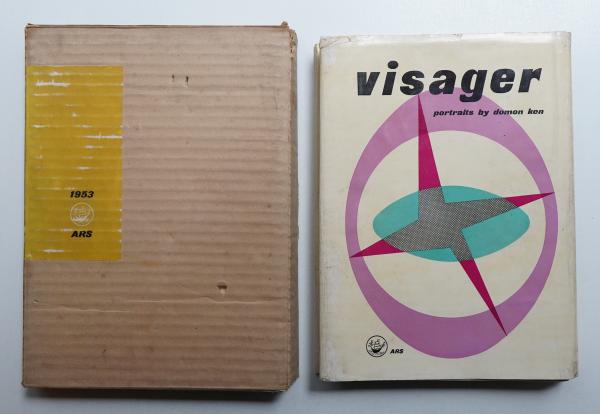 1953
ARS
visager
portraits by domon ken
ARS